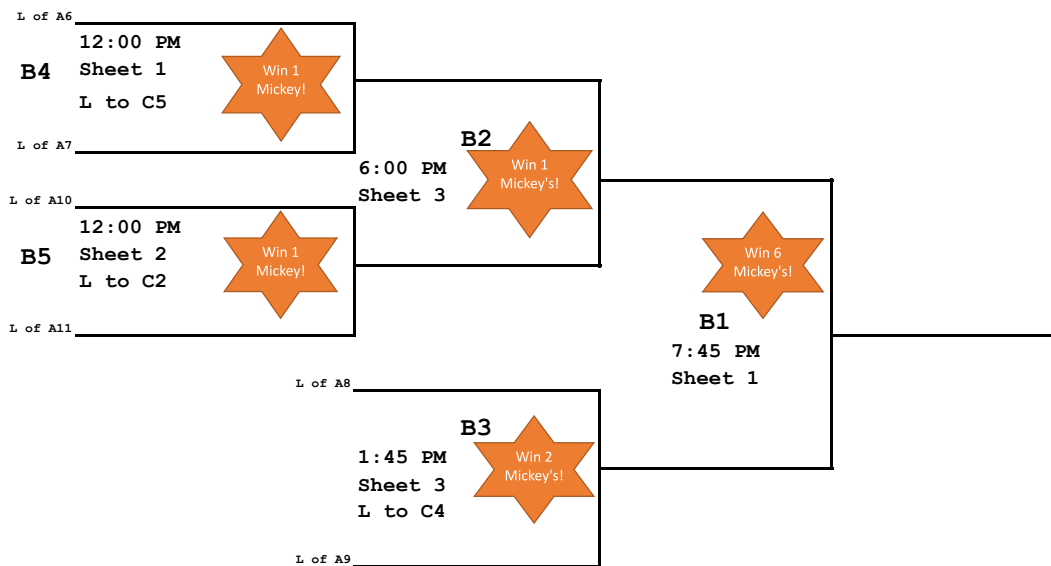 L of A6
B4
12:00 PM
Sheet 1
L to C5
Win 1
Mickey!
L of A7
B2
6:00 PM
Sheet 3
Win 1
Mickey's!
L of A10
B5
12:00 PM
Sheet 2
L to C2
Win 1
Mickey!
L of A11
Win 6
Mickey's!
B1
7:45 PM
Sheet 1
L of A8
B3
1:45 PM
Sheet 3
L to C4
Win 2
Mickey's!
L of A9